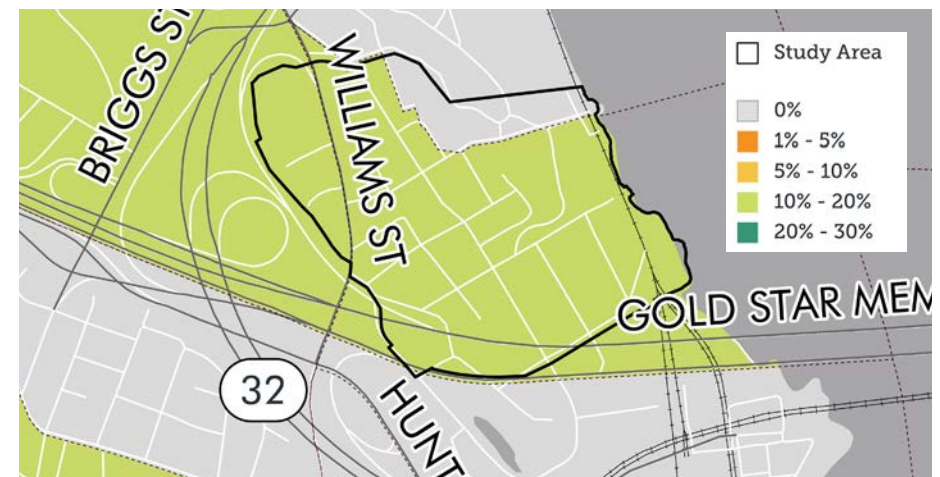 BRIGGS ST
WILLIAMS ST
Study Area
0%
1% - 5%
5% - 10%
10% - 20%
20% - 30%
GOLD STAR MEM
32
HUNT